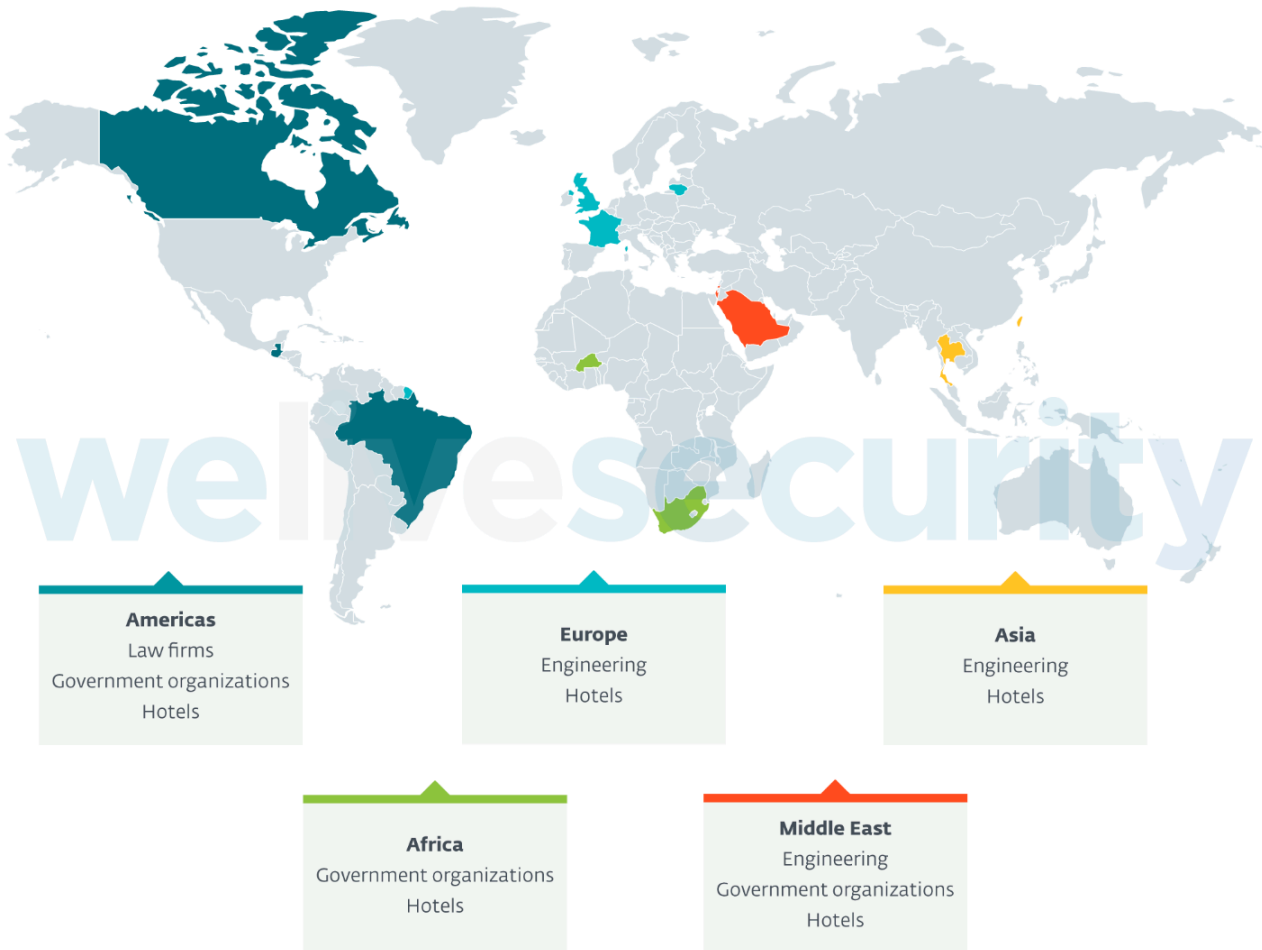 welivesecurity
Americas
Law firms
Government organizations
Hotels
Europe
Engineering
Hotels
Asia
Engineering
Hotels
Africa
Government organizations
Hotels
Middle East
Engineering
Government organizations
Hotels